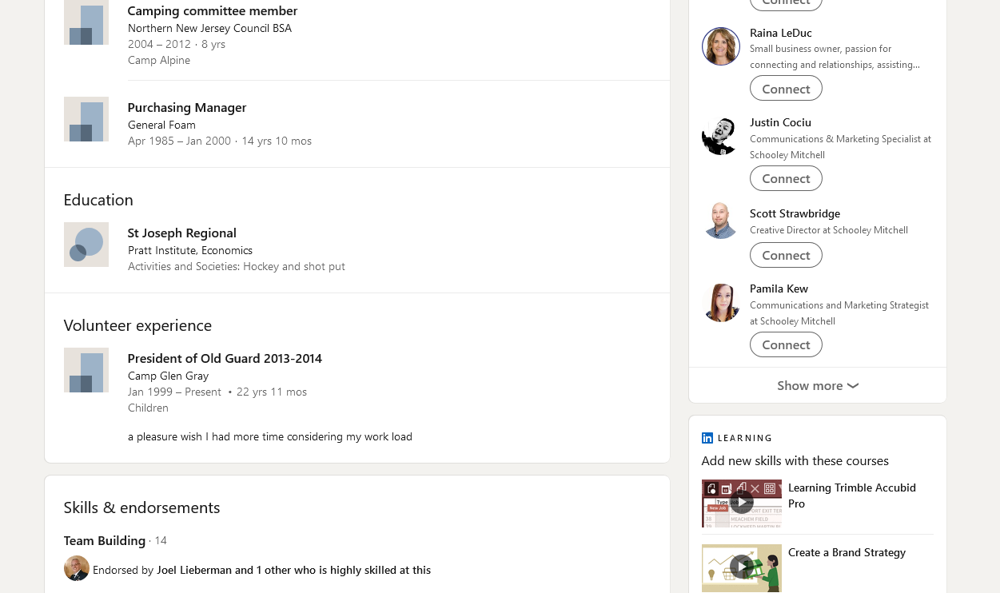 Camping committee member
Northern New Jersey Council BSA
2004 – 2012 · 8 yrs
Camp Alpine
Purchasing Manager
General Foam
Apr 1985 – Jan 2000 · 14 yrs 10 mos
Education
St Joseph Regional
Pratt Institute, Economics
Activities and Societies: Hockey and shot put
Volunteer experience
President of Old Guard 2013-2014
Camp Glen Gray
Jan 1999 – Present • 22 yrs 11 mos
Children
a pleasure wish I had more time considering my work load
Skills & endorsements
Team Building · 14
Endorsed by Joel Lieberman and 1 other who is highly skilled at this
Connect
Raina LeDuc
Small business owner, passion for
connecting and relationships, assisting...
Connect
Justin Cociu
Communications & Marketing Specialist at
Schooley Mitchell
Connect
Scott Strawbridge
Creative Director at Schooley Mitchell
Connect
Pamila Kew
Communications and Marketing Strategist
at Schooley Mitchell
Connect
Show more
in LEARNING
Add new skills with these courses
Learning Trimble Accubid
Pro
Type
New Job
38 MEACHEM FIELD
Create a Brand Strategy